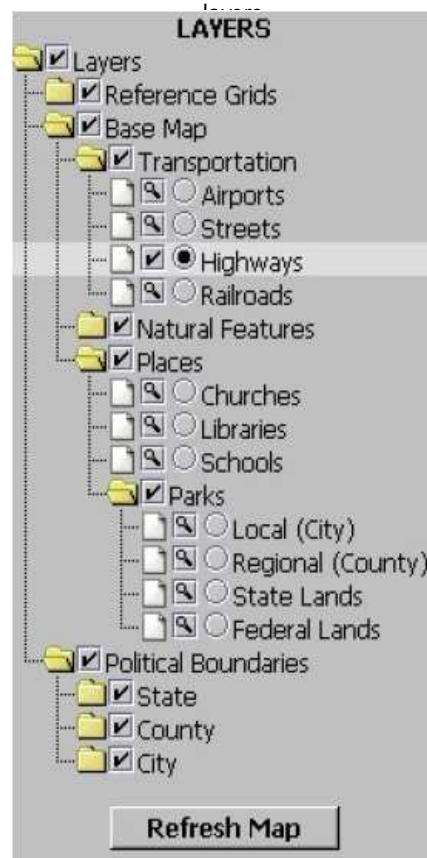 layers
LAYERS
Layers
Reference Grids
Base Map
Transportation
Airports
Streets
Highways
Railroads
Natural Features
Places
Churches
Libraries
Schools
Parks
Local (City)
Regional (County)
State Lands
Federal Lands
Political Boundaries
State
County
City
Refresh Map